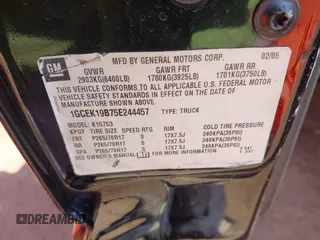 GM
MFD BY GENERAL MOTORS CORP. 02/05
GVWR GAWR FRT GAWR RR
2903KG(6400LB) 1780KG(3925LB) 1701KG(3750LB)
THIS VEHICLE CONFORMS TO ALL APPLICABLE U.S. FEDERAL MOTOR
VEHICLE SAFETY STANDARDS IN EFFECT ON THE DATE OF
MANUFACTURE SHOWN ABOVE.
1GCEK19B75E244457 TYPE: TRUCK
MODEL: K15753
TIRE SIZE SPEED RTG RIM COLD TIRE PRESSURE
FRT P265/70R17 S 17X7.5J 240KPA(35PSI)
RR P265/70R17 S 17X7.5J 240KPA(35PSI)
SPA P265/70R17 S 17X7.5J 240KPA(35PSI)
SEE OWNER'S MANUAL
DREAMBID